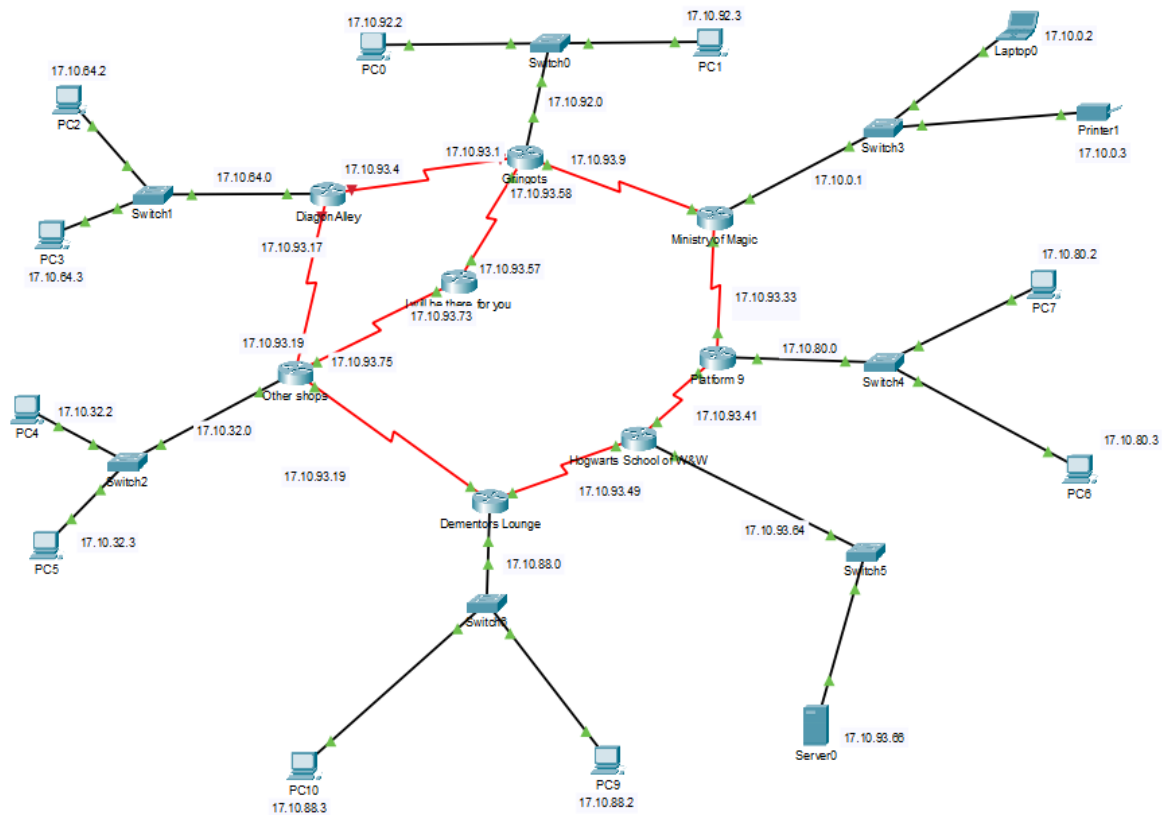 17.10.92.2
17.10.92.3
PC0
Switch0
PC1
Laptop0
17.10.0.2
17.10.64.2
PC2
17.10.92.0
Switch3
Printer1
17.10.0.3
17.10.93.1
17.10.93.9
Gringots
17.10.93.4
17.10.64.0
17.10.0.1
17.10.93.58
Switch1
Diagon Alley
PC3
17.10.64.3
Ministry of Magic
17.10.93.17
17.10.80.2
17.10.93.57
I will be there for you
17.10.93.33
PC7
17.10.93.73
17.10.93.19
17.10.80.0
17.10.93.75
Platform 9
Switch4
Other shops
17.10.32.2
PC4
17.10.93.41
17.10.32.0
17.10.80.3
Hogwarts School of W&W
17.10.93.19
Switch2
17.10.93.49
PC6
Dementors Lounge
17.10.93.64
17.10.32.3
PC5
17.10.88.0
Switch5
17.10.93.66
Server0
PC10
PC9
17.10.88.3
17.10.88.2